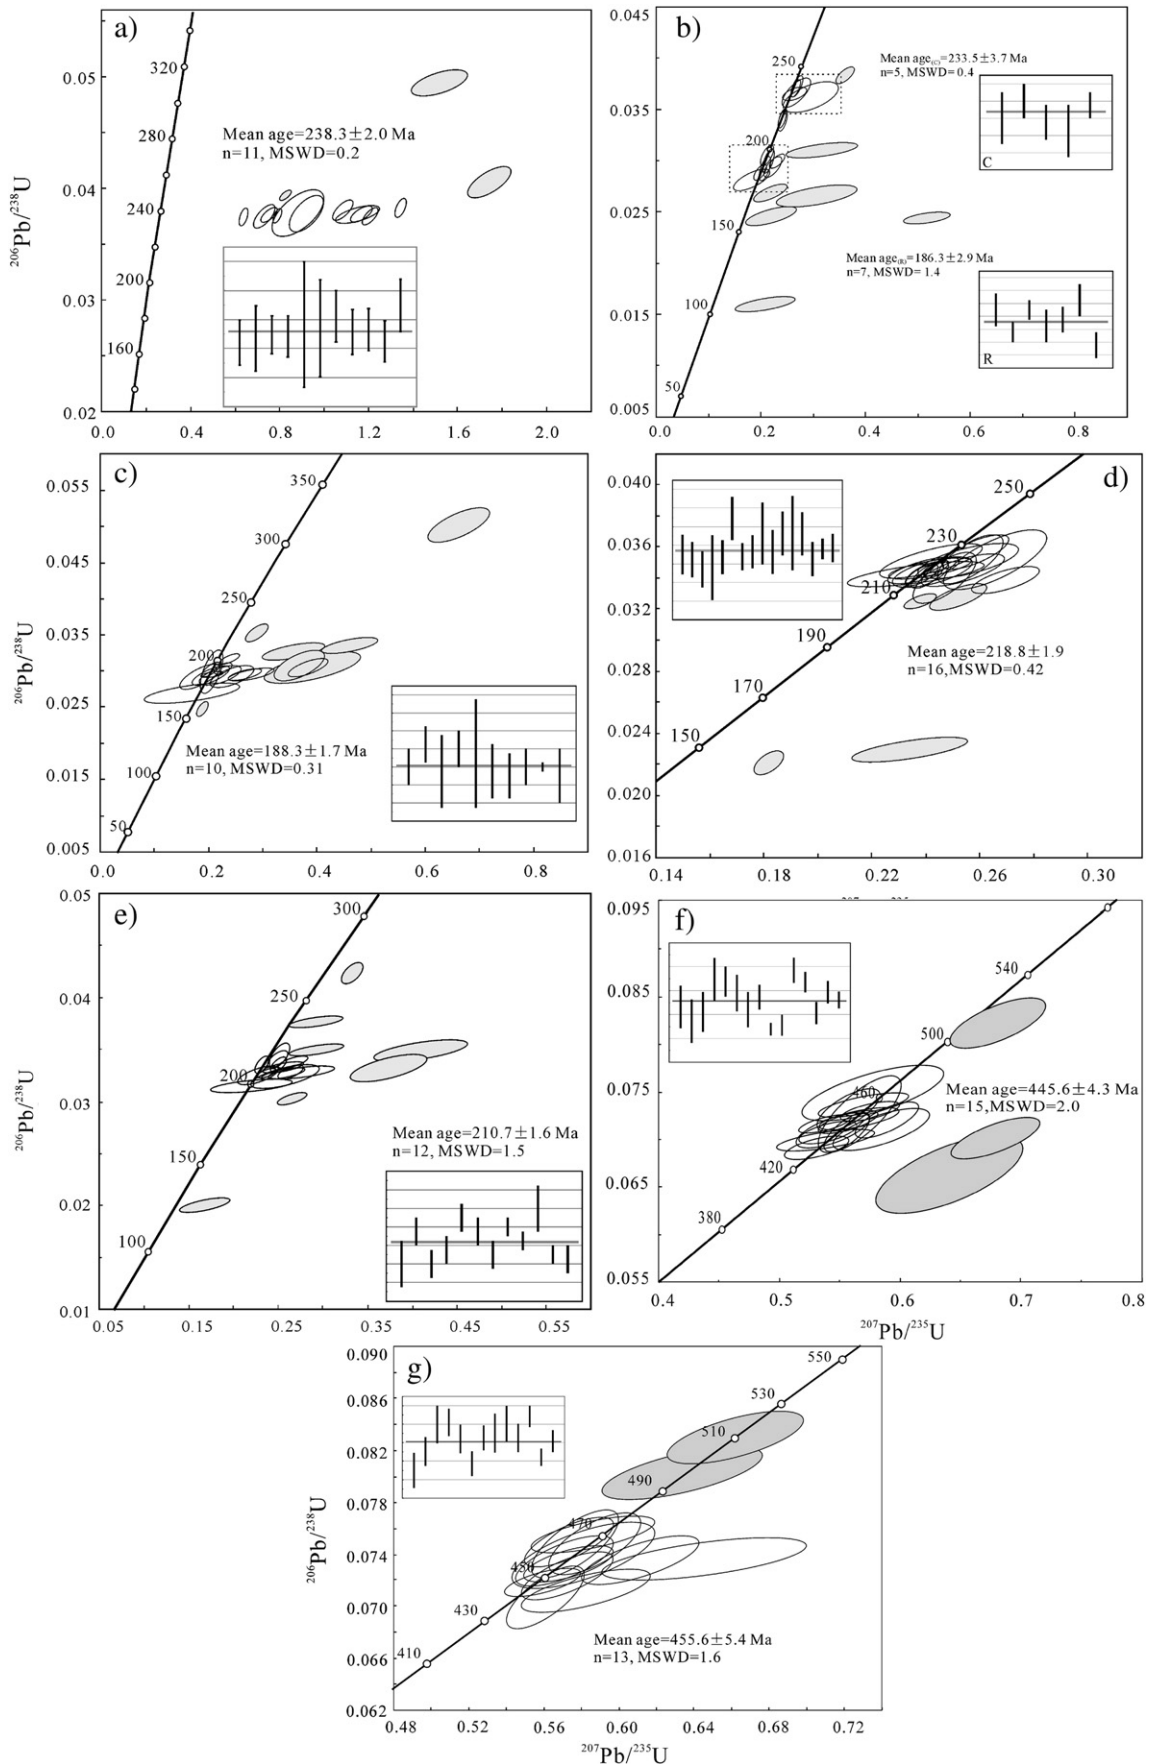 a)
0.05
0.04
0.03
0.02
206Pb/238U
320
280
240
200
160
Mean age=238.3±2.0 Ma
n=11, MSWD=0.2
0.0 0.4 0.8 1.2 1.6 2.0
b)
0.045
0.035
0.025
0.015
0.005
250
200
150
100
50
Mean age(C)=233.5±3.7 Ma
n=5, MSWD=0.4
C
Mean age(R)=186.3±2.9 Ma
n=7, MSWD=1.4
R
0.0 0.2 0.4 0.6 0.8
c)
0.055
0.045
0.035
0.025
0.015
0.005
206Pb/238U
350
300
250
200
150
100
50
Mean age=188.3±1.7 Ma
n=10, MSWD=0.31
0.0 0.2 0.4 0.6 0.8
d)
0.040
0.036
0.032
0.028
0.024
0.020
0.016
250
230
210
190
170
150
Mean age=218.8±1.9
n=16,MSWD=0.42
0.14 0.18 0.22 0.26 0.30
e)
0.05
0.04
0.03
0.02
0.01
206Pb/238U
300
250
200
150
100
Mean age=210.7±1.6 Ma
n=12, MSWD=1.5
0.05 0.15 0.25 0.35 0.45 0.55
f)
0.095
0.085
0.075
0.065
0.055
540
500
460
420
380
Mean age=445.6±4.3 Ma
n=15,MSWD=2.0
0.4 0.5 0.6 0.7 0.8
207Pb/235U
g)
0.090
0.086
0.082
0.078
0.074
0.070
0.066
0.062
206Pb/238U
550
530
510
490
470
450
430
410
Mean age=455.6±5.4 Ma
n=13, MSWD=1.6
0.48 0.52 0.56 0.60 0.64 0.68 0.72
207Pb/235U